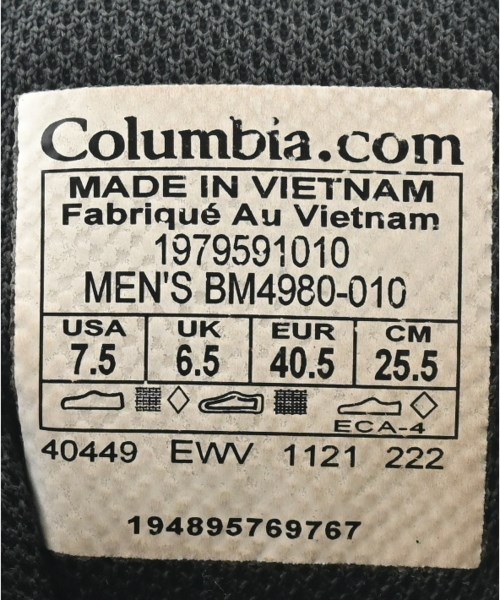 Columbia.com
MADE IN VIETNAM
Fabriqué Au Vietnam
1979591010
MEN'S BM4980-010
USA UK EUR CM
7.5 6.5 40.5 25.5
ECA-4
40449 EWV 1121 222
194895769767